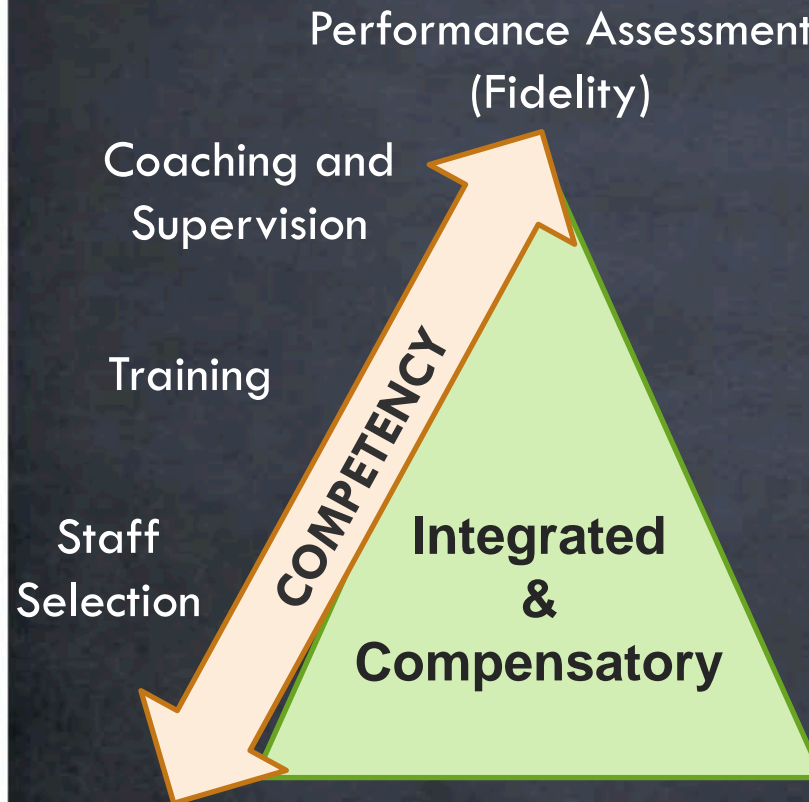 Performance Assessment
(Fidelity)
Coaching and
Supervision
Training
Staff
Selection
COMPETENCY
Integrated
&
Compensatory